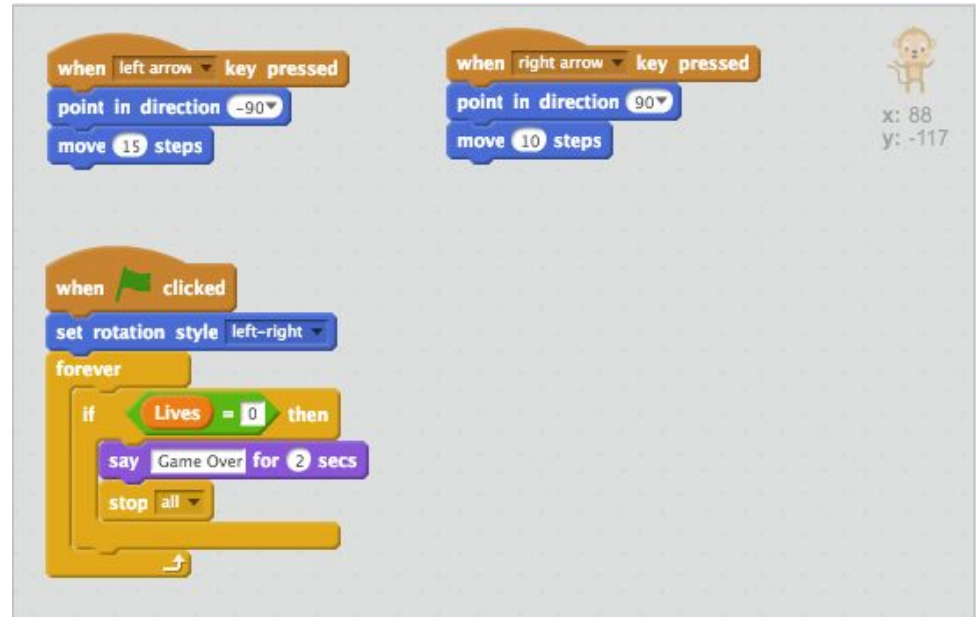 when left arrow key pressed
point in direction -90
move 15 steps
when right arrow key pressed
point in direction 90
move 10 steps
x: 88
y: -117
when clicked
set rotation style left-right
forever
if Lives = 0 then
say Game Over for 2 secs
stop all